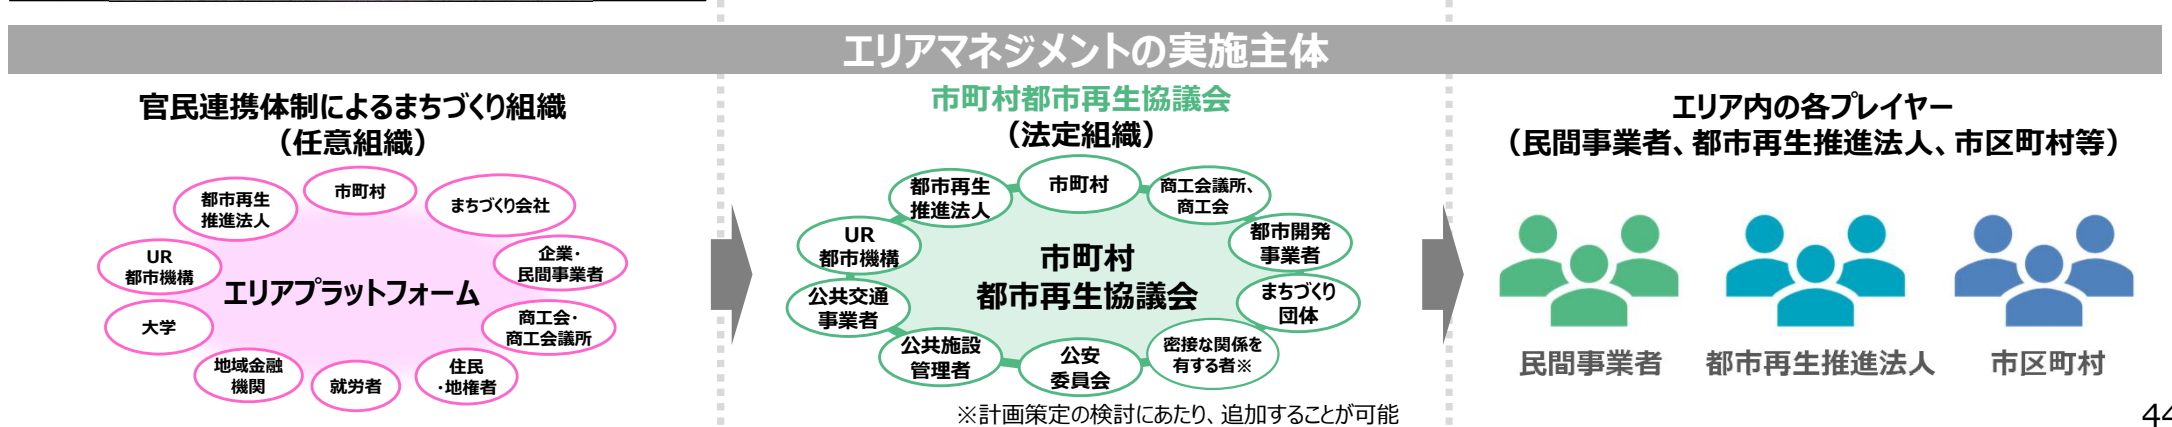 エリアマネジメントの実施主体
官民連携体制によるまちづくり組織
（任意組織）
市町村
都市再生
推進法人
まちづくり会社
UR
都市機構
企業・
民間事業者
エリアプラットフォーム
大学
商工会・
商工会議所
地域金融
機関
就労者
住民
・地権者
市町村都市再生協議会
（法定組織）
都市再生
推進法人
市町村
商工会議所、
商工会
UR
都市機構
都市開発
事業者
市町村
都市再生協議会
公共交通
事業者
まちづくり
団体
公共施設
管理者
公安
委員会
密接な関係を
有する者※
※計画策定の検討にあたり、追加することが可能
エリア内の各プレイヤー
（民間事業者、都市再生推進法人、市区町村等）
民間事業者
都市再生推進法人
市区町村
44